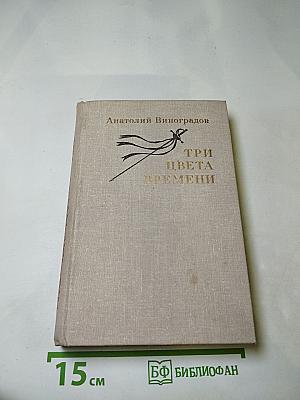 Анатолий Виноградов
ТРИ
ЦВЕТА
ВРЕМЕНИ
15 см
БФ БИБЛИОФАН